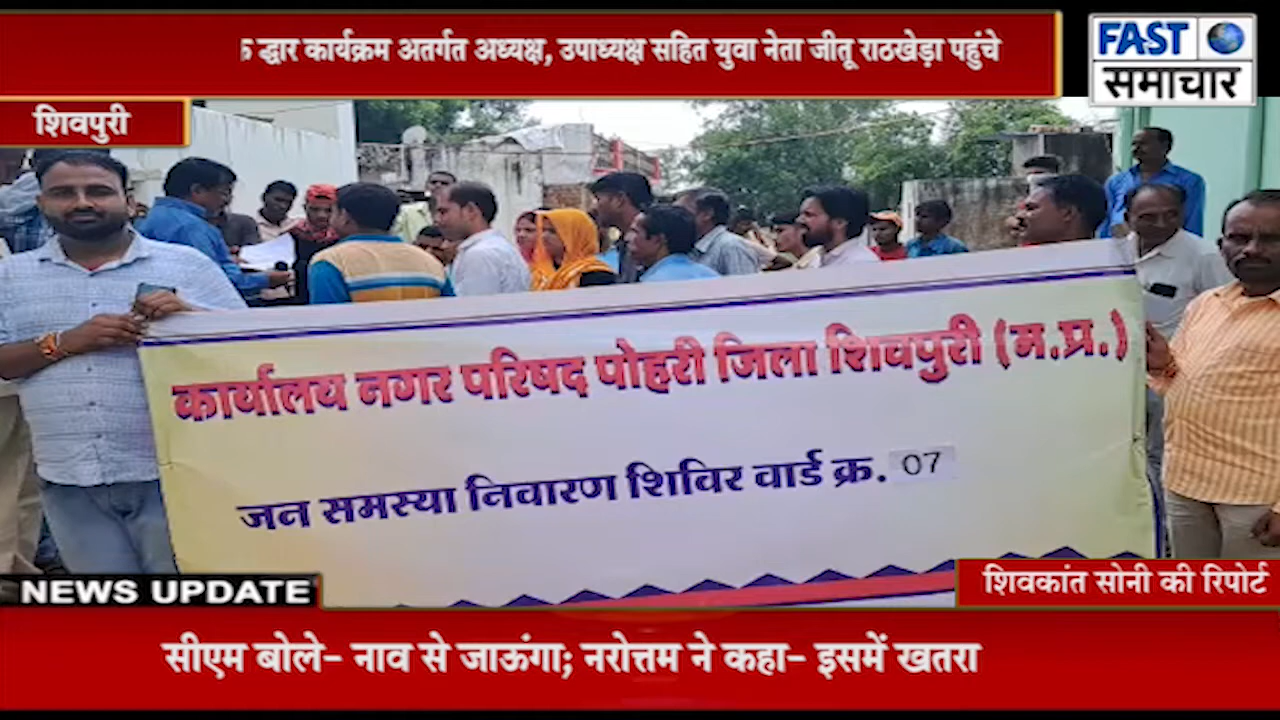 द्धार कार्यक्रम अतर्गत अध्यक्ष, उपाध्यक्ष सहित युवा नेता जीतू राठखेड़ा पहुंचे
FAST
समाचार
शिवपुरी
कार्यालय नगर परिषद पोहरी जिला शिवपुरी (म.प्र.)
जन समस्या निवारण शिविर वार्ड क्र. 07
NEWS UPDATE
शिवकांत सोनी की रिपोर्ट
सीएम बोले- नाव से जाऊंगा; नरोत्तम ने कहा- इसमें खतरा